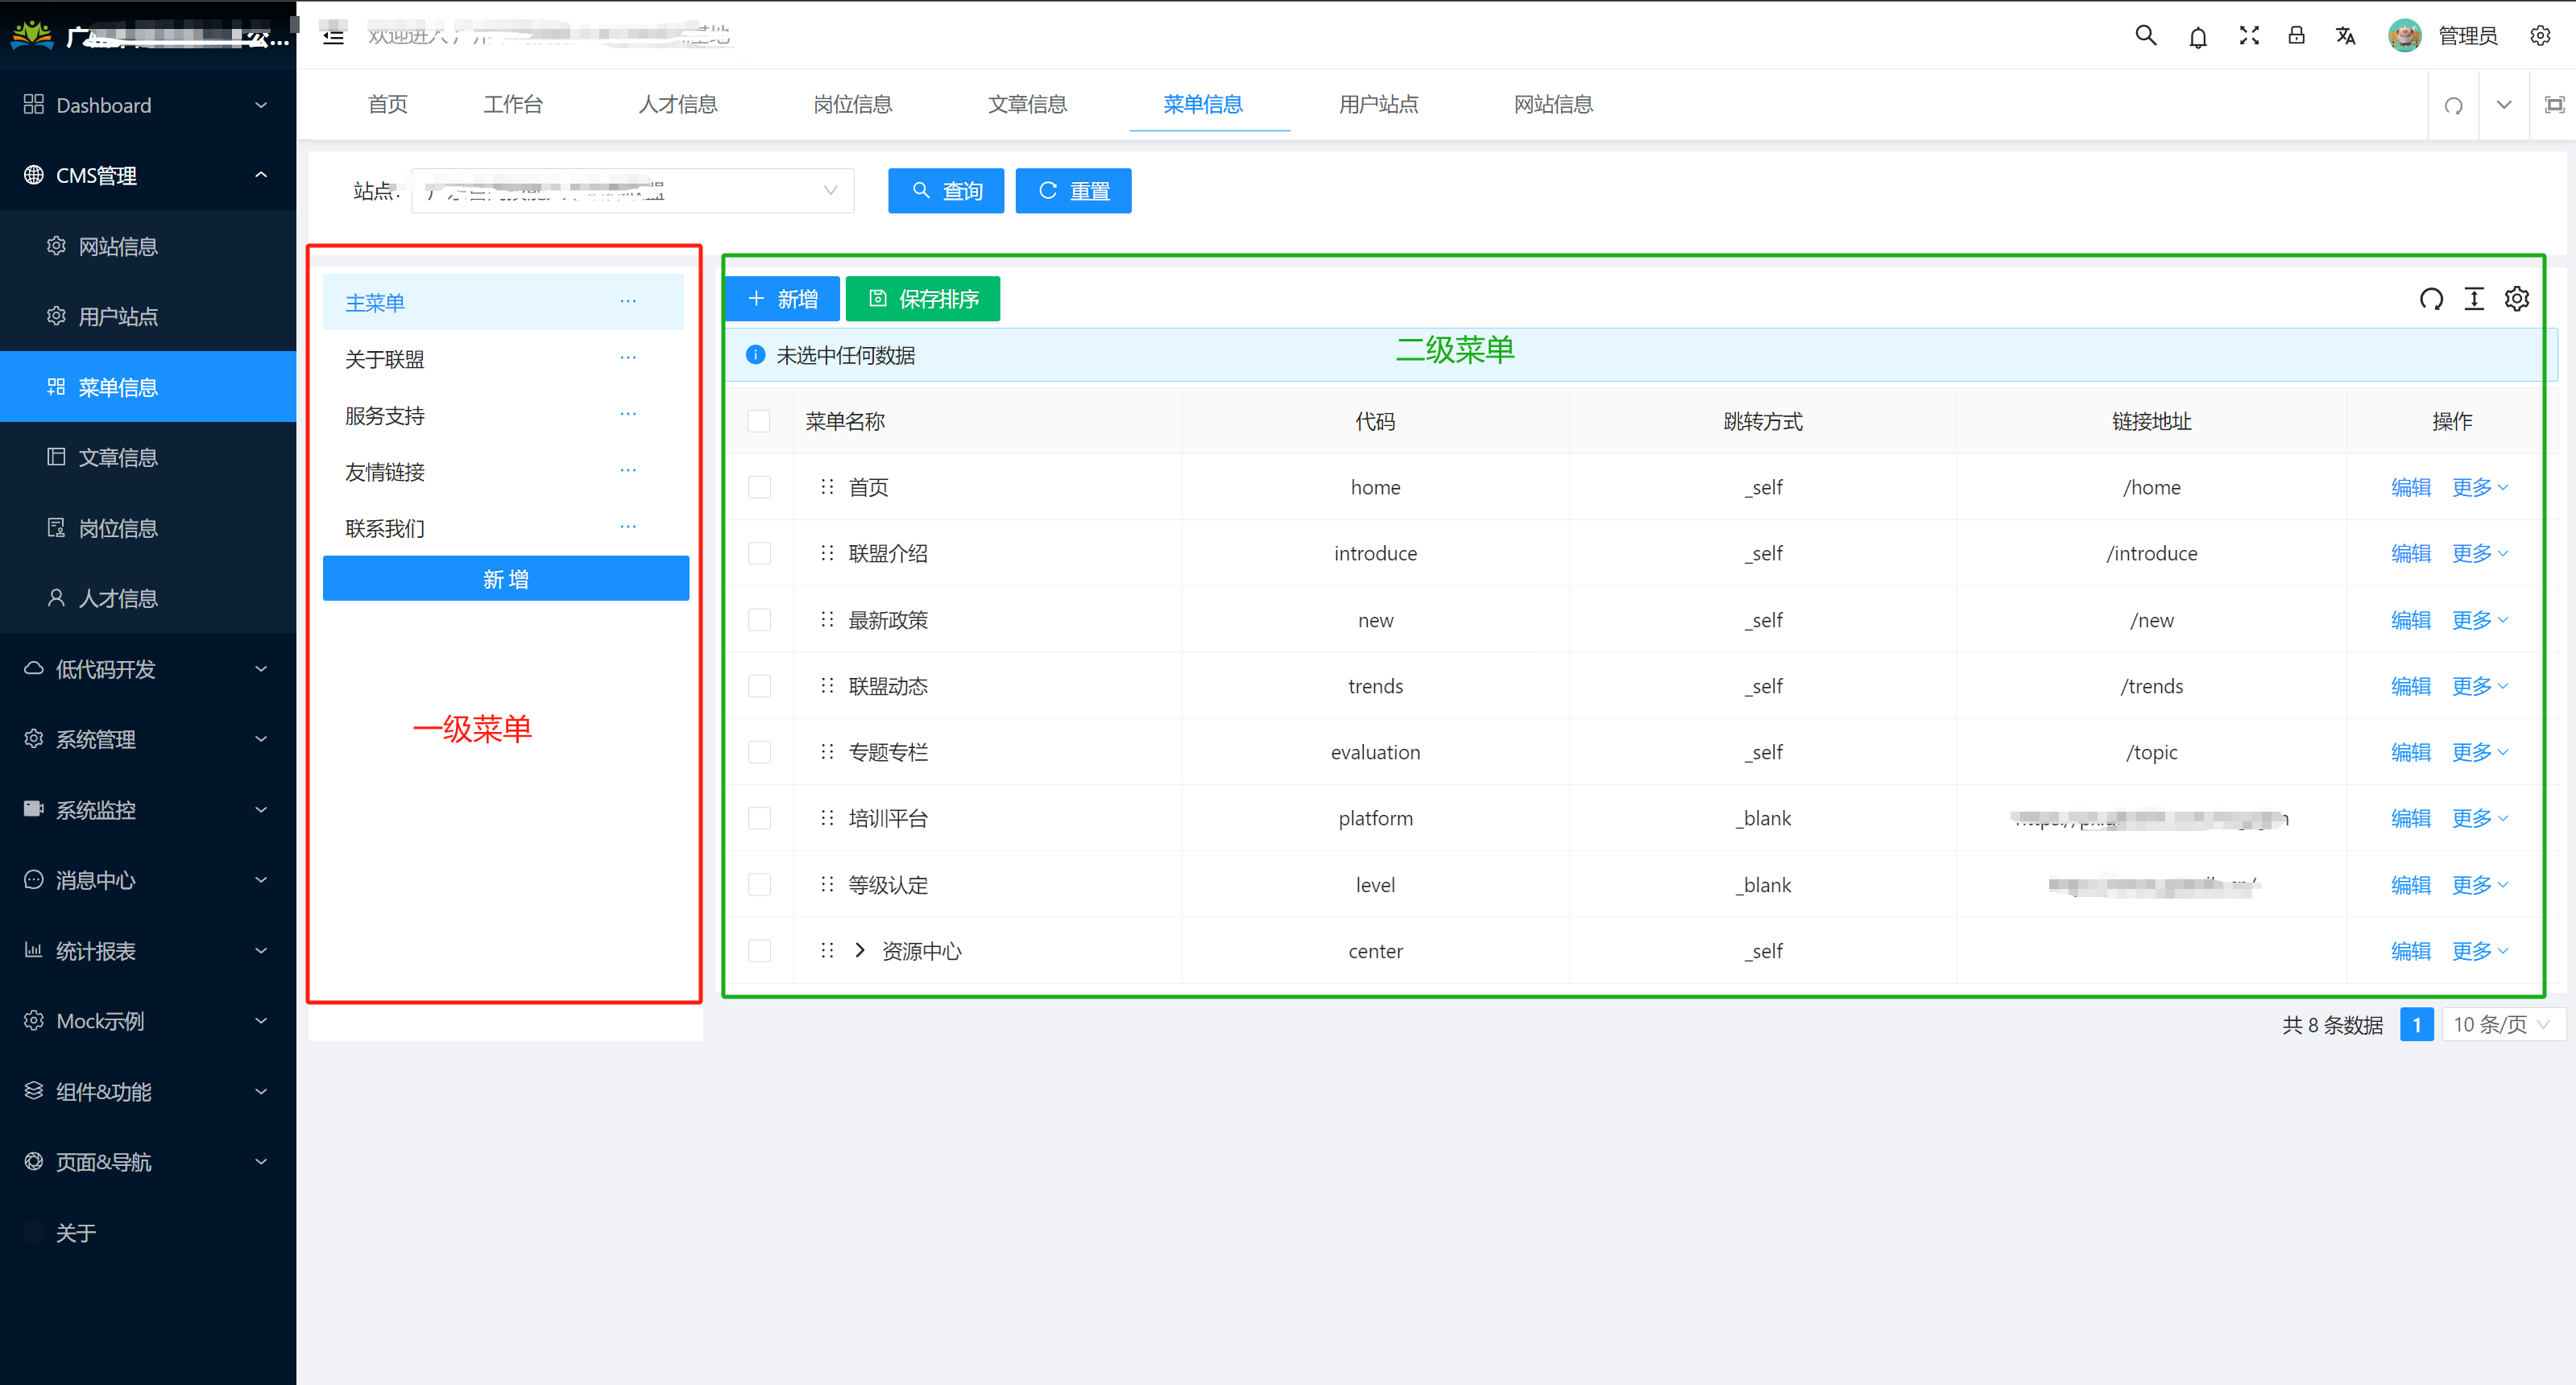 欢迎进入
管理员
Dashboard
首页 工作台 人才信息 岗位信息 文章信息 菜单信息 用户站点 网站信息
CMS管理
网站信息
用户站点
菜单信息
文章信息
岗位信息
人才信息
低代码开发
系统管理
系统监控
消息中心
统计报表
Mock示例
组件&功能
页面&导航
关于
站点: 查询 重置
主菜单 ...
关于联盟 ...
服务支持 ...
友情链接 ...
联系我们 ...
新 增
一级菜单
新增 保存排序
未选中任何数据
二级菜单
菜单名称 代码 跳转方式 链接地址 操作
首页 home _self /home 编辑 更多
联盟介绍 introduce _self /introduce 编辑 更多
最新政策 new _self /new 编辑 更多
联盟动态 trends _self /trends 编辑 更多
专题专栏 evaluation _self /topic 编辑 更多
培训平台 platform _blank 编辑 更多
等级认定 level _blank 编辑 更多
资源中心 center _self 编辑 更多
共 8 条数据 1 10 条/页